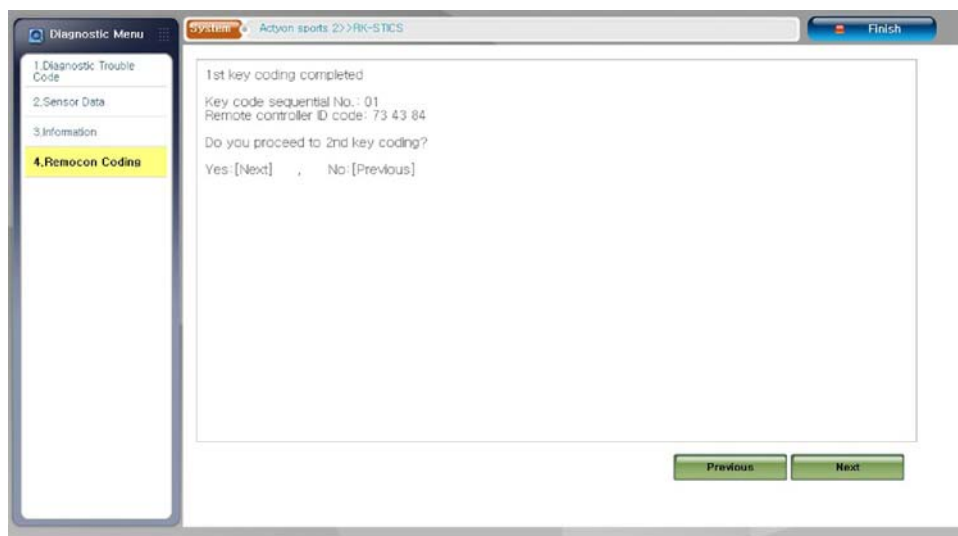 Diagnostic Menu
System
Actyon sports 2>>RK-STICS
Finish
1.Diagnostic Trouble
Code
2.Sensor Data
3.Information
4.Remocon Coding
1st key coding completed
Key code sequential No. : 01
Remote controller ID code: 73 43 84
Do you proceed to 2nd key coding?
Yes:[Next] , No:[Previous]
Previous
Next